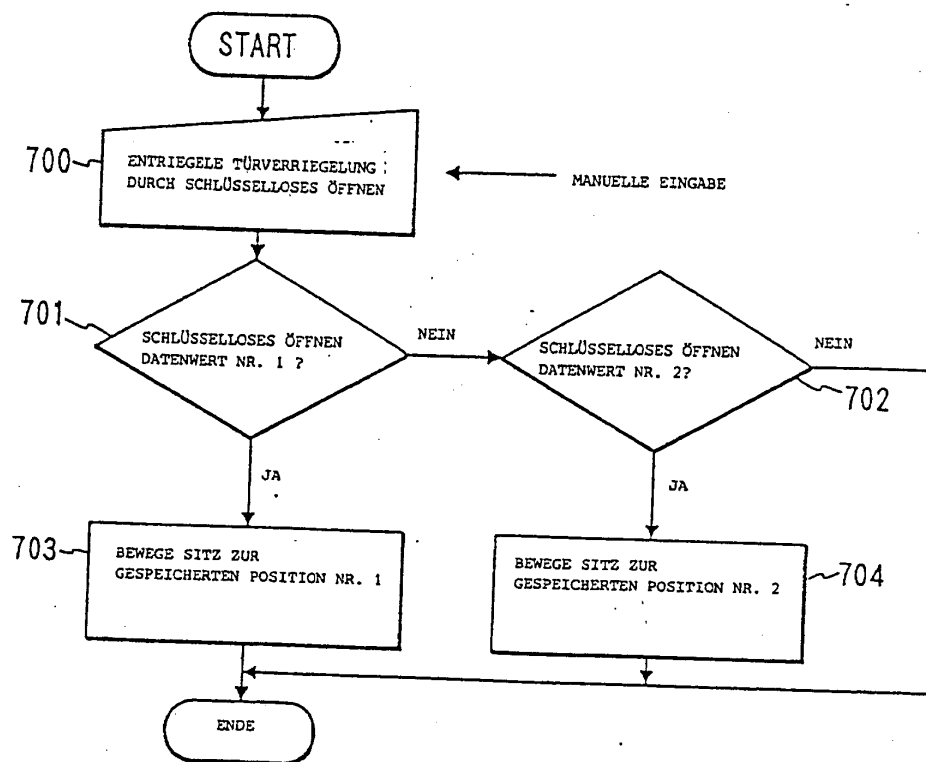 START
700
ENTRIEGELE TÜRVERRIEGELUNG
DURCH SCHLÜSSELLOSES ÖFFNEN
MANUELLE EINGABE
701
SCHLÜSSELLOSES ÖFFNEN
DATENWERT NR. 1 ?
NEIN
SCHLÜSSELLOSES ÖFFNEN
DATENWERT NR. 2?
NEIN
702
JA
JA
703
BEWEGE SITZ ZUR
GESPEICHERTEN POSITION NR. 1
BEWEGE SITZ ZUR
GESPEICHERTEN POSITION NR. 2
704
ENDE